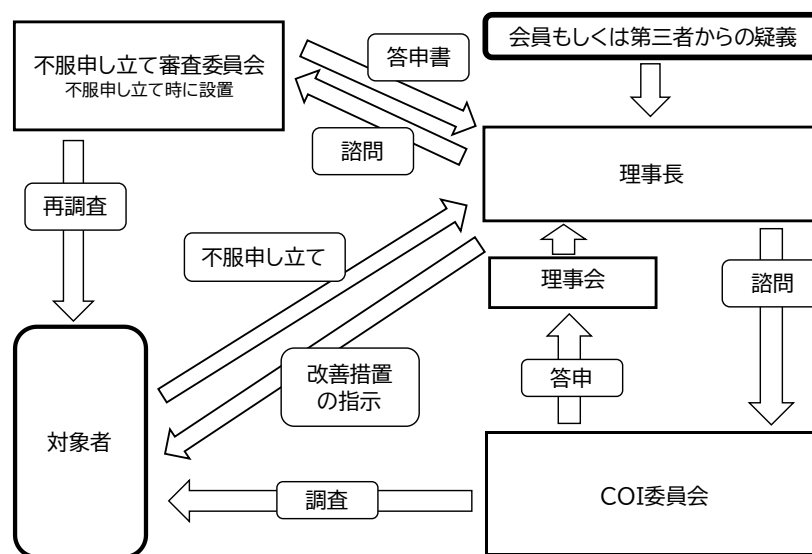 不服申し立て審査委員会
不服申し立て時に設置
答申書
会員もしくは第三者からの疑義
諮問
理事長
再調査
不服申し立て
理事会
諮問
改善措置
の指示
答申
対象者
調査
COI委員会